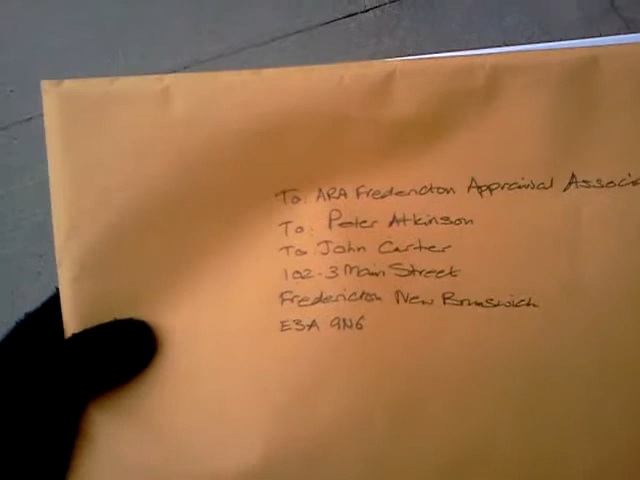 To ARA Fredericton Appraisal Associa
To: Peter Atkinson
To John Carter
102-3 Main Street
Fredericton New Brunswick
E3A 9N6